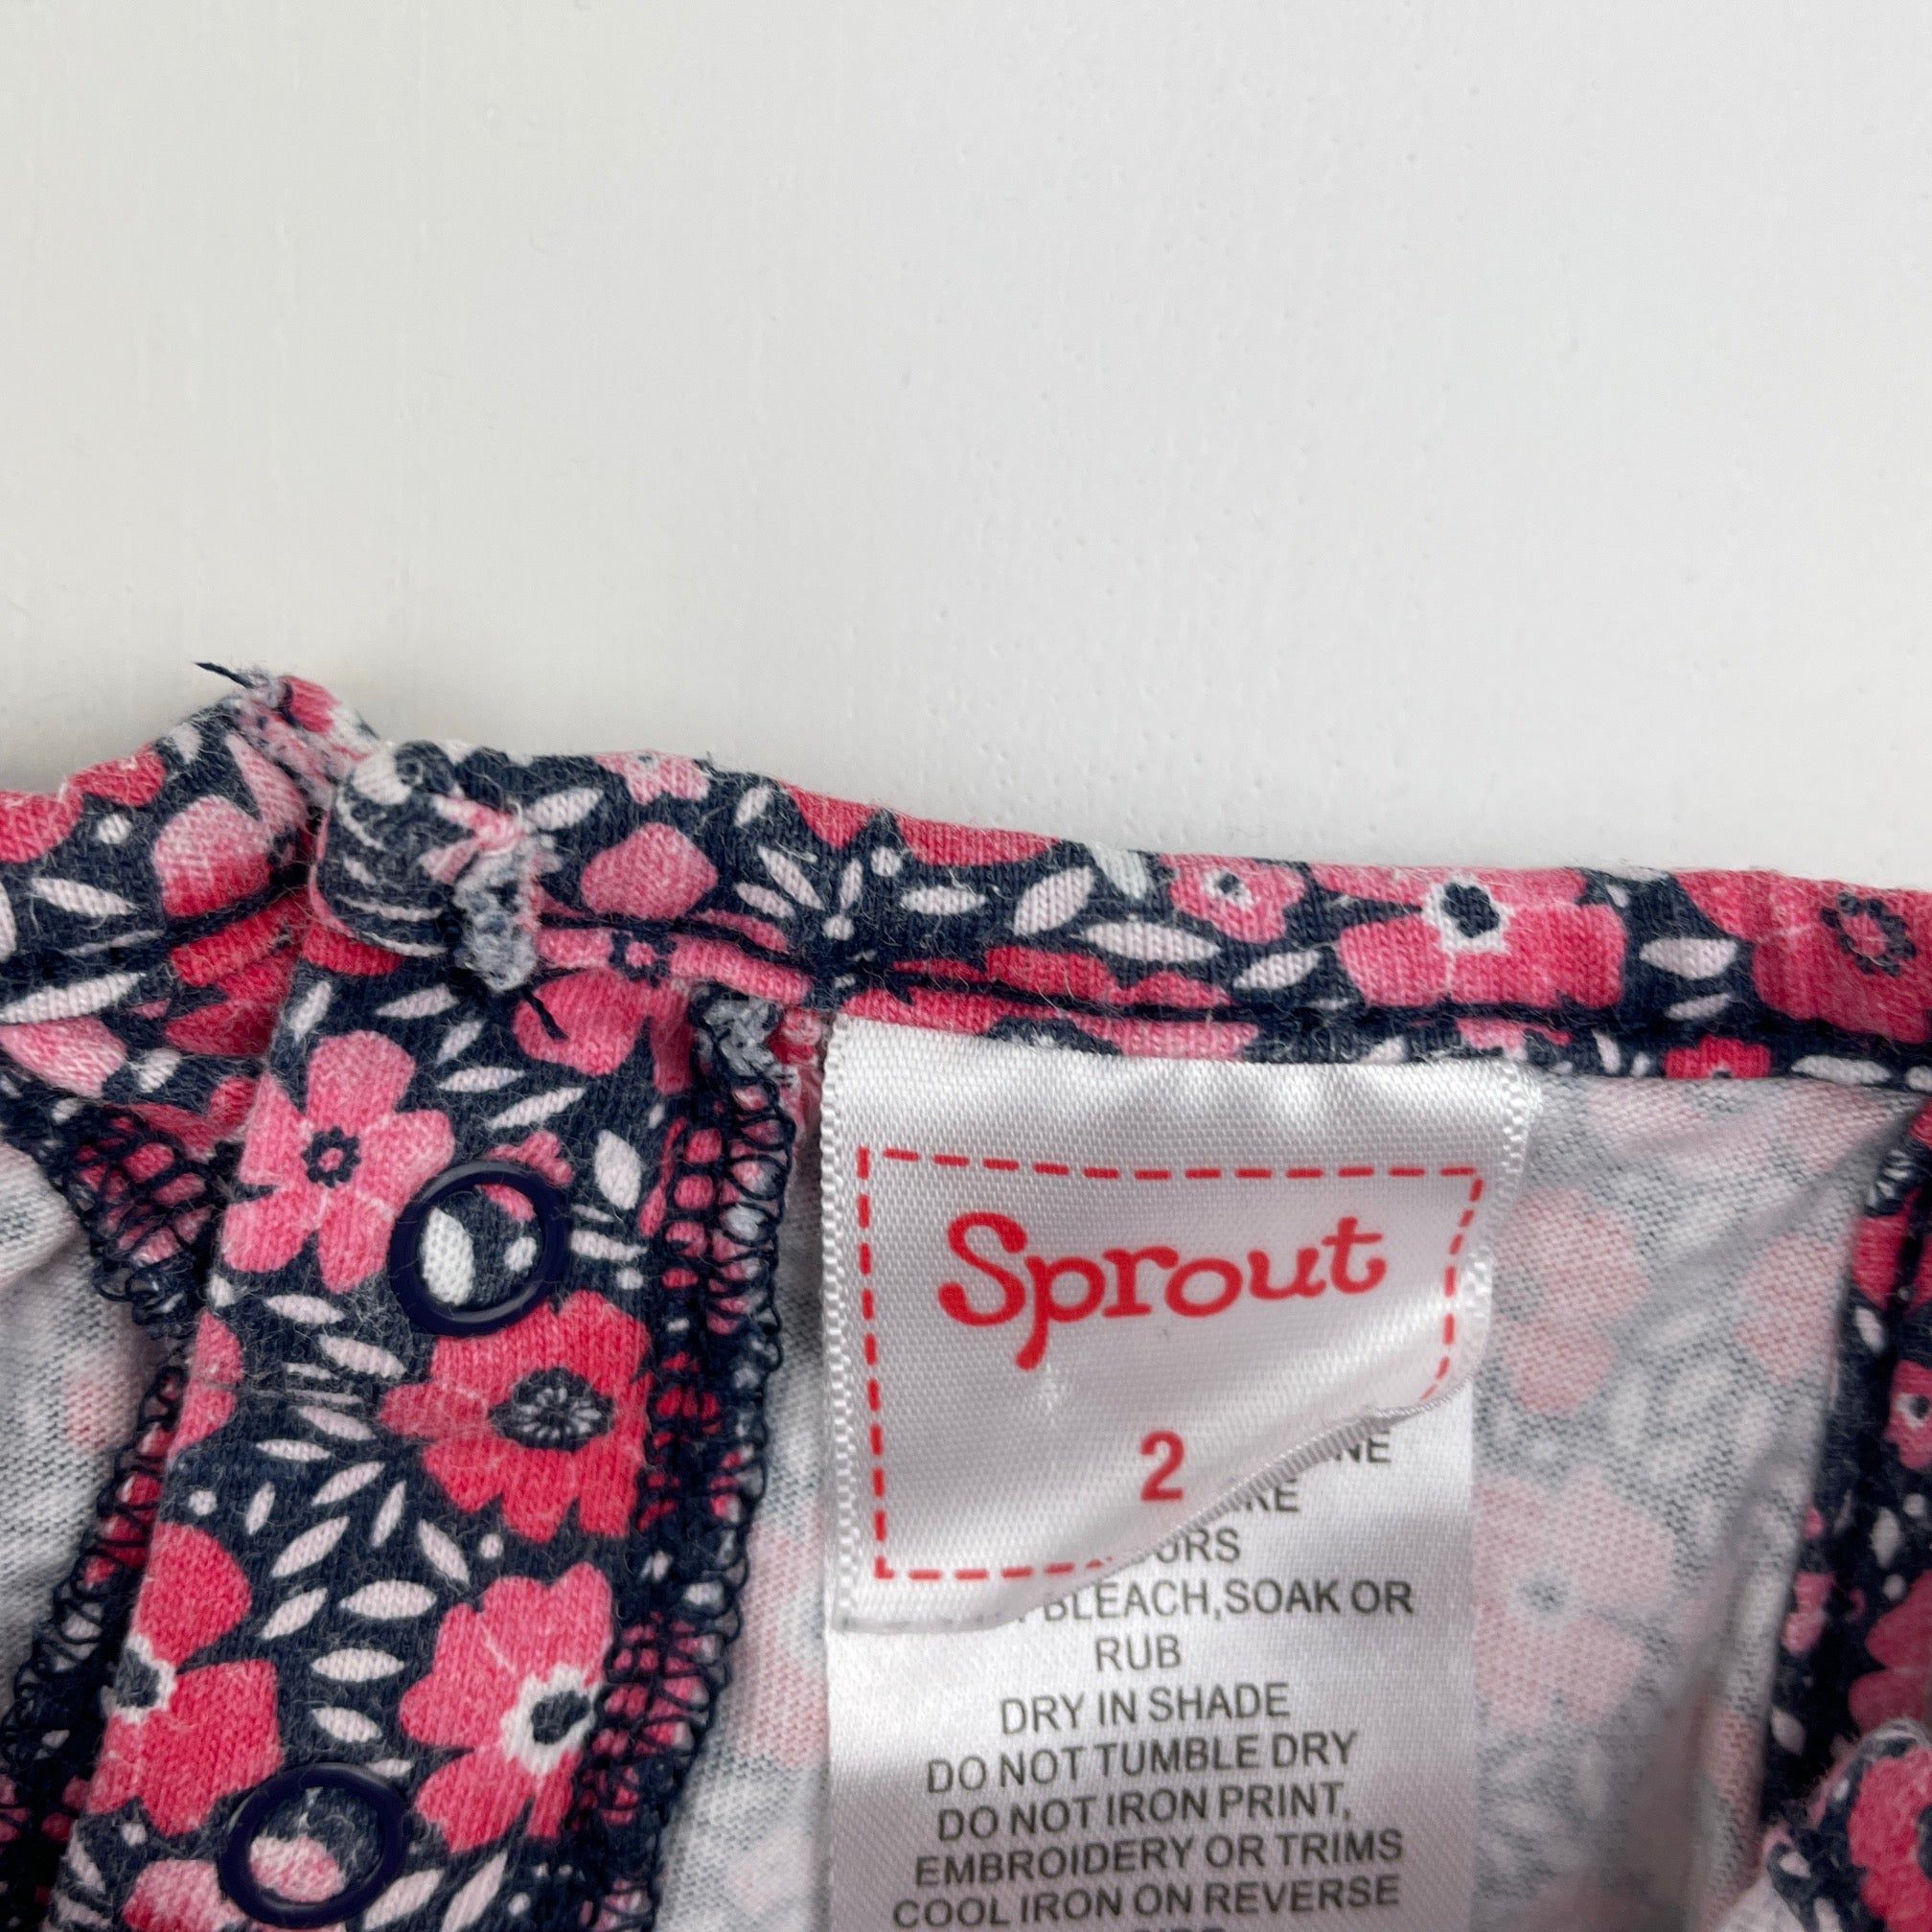 Sprout
2
BLEACH,SOAK OR
RUB
DRY IN SHADE
DO NOT TUMBLE DRY
DO NOT IRON PRINT,
EMBROIDERY OR TRIMS
COOL IRON ON REVERSE